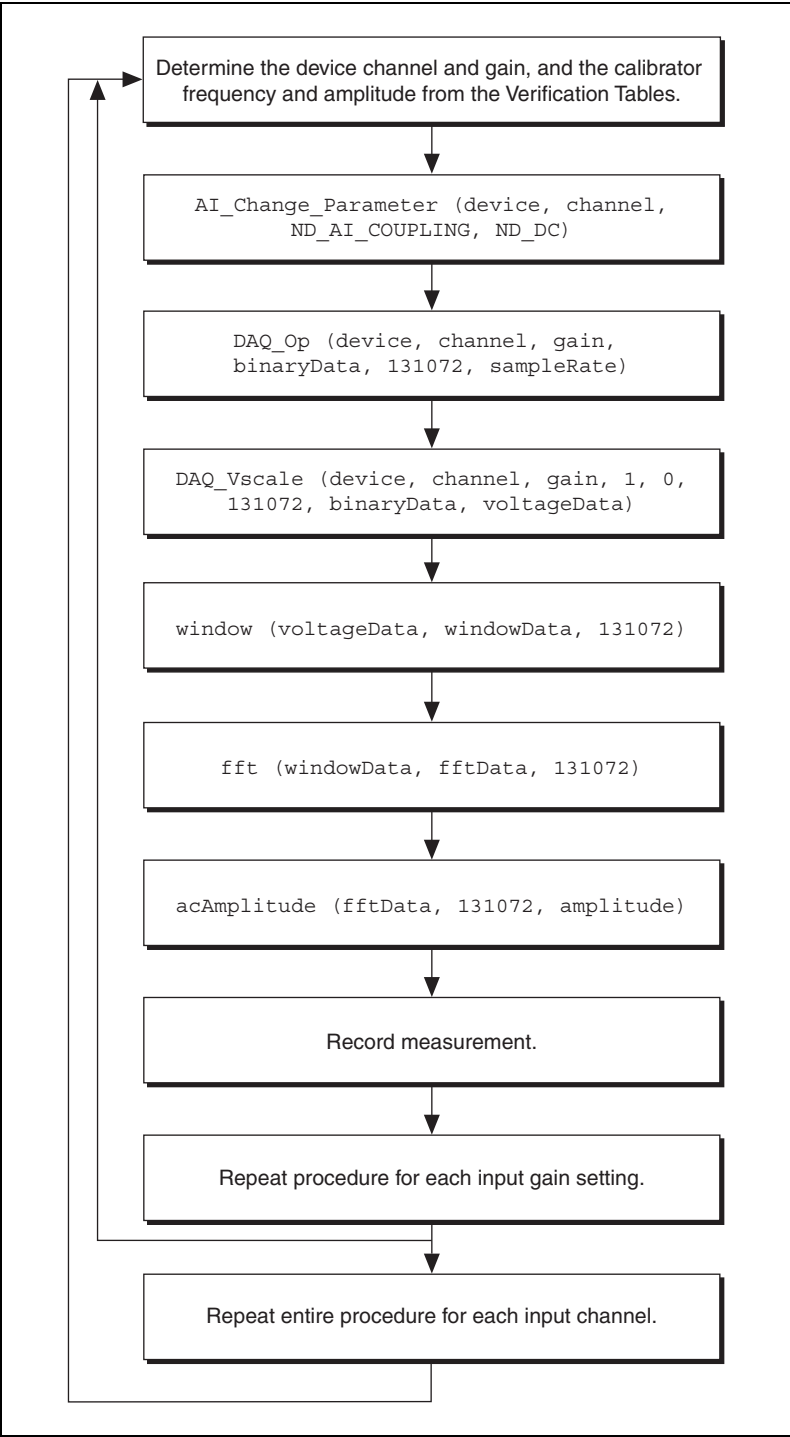 Determine the device channel and gain, and the calibrator
frequency and amplitude from the Verification Tables.
AI_Change_Parameter (device, channel,
ND_AI_COUPLING, ND_DC)
DAQ_Op (device, channel, gain,
binaryData, 131072, sampleRate)
DAQ_Vscale (device, channel, gain, 1, 0,
131072, binaryData, voltageData)
window (voltageData, windowData, 131072)
fft (windowData, fftData, 131072)
acAmplitude (fftData, 131072, amplitude)
Record measurement.
Repeat procedure for each input gain setting.
Repeat entire procedure for each input channel.